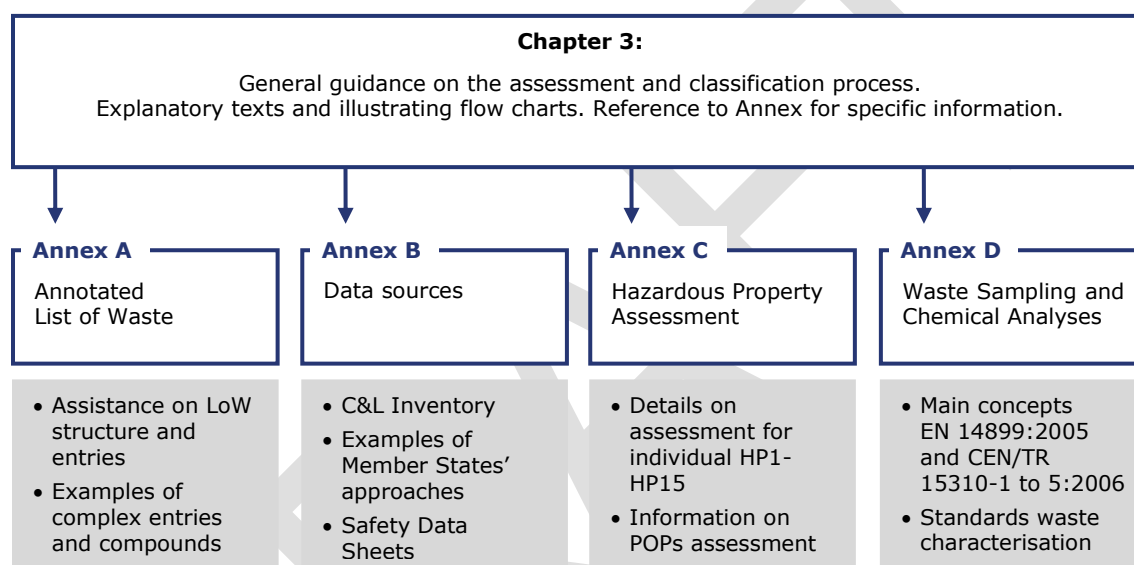 Chapter 3:
General guidance on the assessment and classification process.
Explanatory texts and illustrating flow charts. Reference to Annex for specific information.
Annex A
Annotated
List of Waste
• Assistance on LoW
structure and
entries
• Examples of
complex entries
and compounds
Annex B
Data sources
• C&L Inventory
• Examples of
Member States’
approaches
• Safety Data
Sheets
Annex C
Hazardous Property
Assessment
• Details on
assessment for
individual HP1-
HP15
• Information on
POPs assessment
Annex D
Waste Sampling and
Chemical Analyses
• Main concepts
EN 14899:2005
and CEN/TR
15310-1 to 5:2006
• Standards waste
characterisation